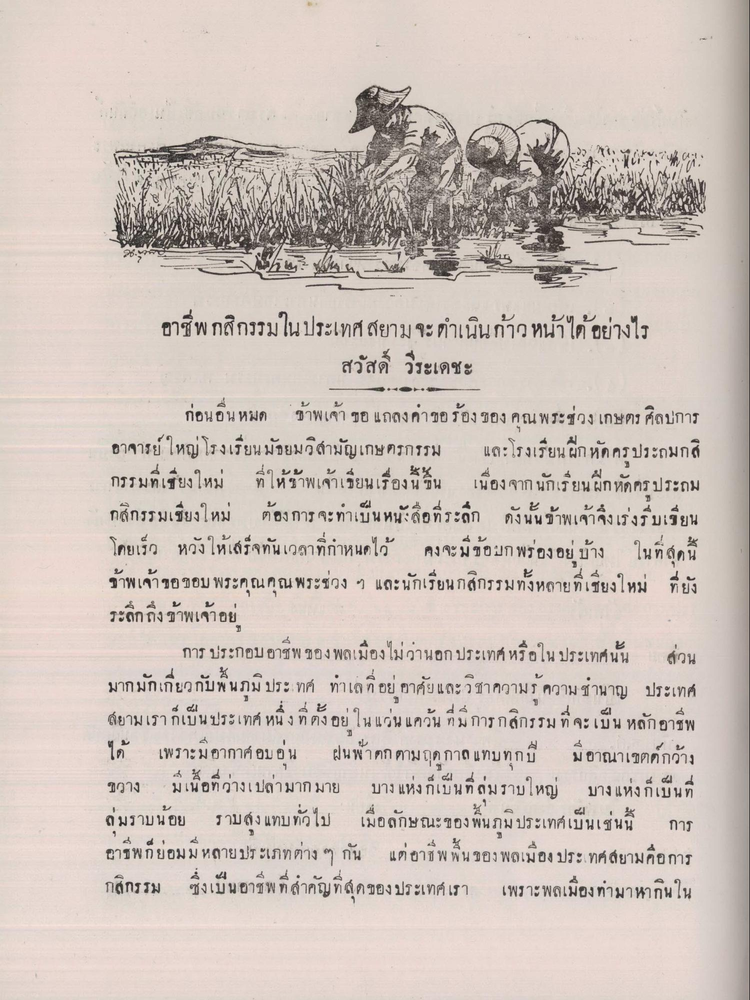 อาชีพกสิกรรมในประเทศสยามจะดำเนินก้าวหน้าได้อย่างไร
สวัสดิ์ วีระเดชะ
ก่อนอื่นหมด ข้าพเจ้าขอแถลงคำขอร้องของคุณพระช่วงเกษตรศิลปการ
อาจารย์ใหญ่โรงเรียนมัธยมวิสามัญเกษตรกรรม และโรงเรียนฝึกหัดครูประถมกสิ
กรรมที่เชียงใหม่ ที่ให้ข้าพเจ้าเขียนเรื่องนี้ขึ้น เนื่องจากนักเรียนฝึกหัดครูประถม
กสิกรรมเชียงใหม่ ต้องการจะทำเป็นหนังสือที่ระลึก ดังนั้นข้าพเจ้าจึงเร่งรีบเขียน
โดยเร็ว หวังให้เสร็จทันเวลาที่กำหนดไว้ คงจะมีข้อบกพร่องอยู่บ้าง ในที่สุดนี้
ข้าพเจ้าขอขอบพระคุณคุณพระช่วง ๆ และนักเรียนกสิกรรมทั้งหลายที่เชียงใหม่ ที่ยัง
ระลึกถึงข้าพเจ้าอยู่
การประกอบอาชีพของพลเมืองไม่ว่านอกประเทศหรือในประเทศนั้น ส่วน
มากมักเกี่ยวกับพื้นภูมิประเทศ ทำเลที่อยู่อาศัยและวิชาความรู้ความชำนาญ ประเทศ
สยามเราก็เป็นประเทศหนึ่งที่ตั้งอยู่ในแว่นแคว้นที่มีการกสิกรรมที่จะเป็นหลักอาชีพ
ได้ เพราะมีอากาศอบอุ่น ฝนฟ้าตกตามฤดูกาลแทบทุกปี มีอาณาเขตต์กว้าง
ขวาง มีเนื้อที่ว่างเปล่ามากมาย บางแห่งก็เป็นที่ลุ่มราบใหญ่ บางแห่งก็เป็นที่
ลุ่มราบน้อย ราบสูงแทบทั่วไป เมื่อลักษณะของพื้นภูมิประเทศเป็นเช่นนี้ การ
อาชีพก็ย่อมมีหลายประเภทต่าง ๆ กัน แต่อาชีพพื้นของพลเมืองประเทศสยามคือการ
กสิกรรม ซึ่งเป็นอาชีพที่สำคัญที่สุดของประเทศเรา เพราะพลเมืองทำมาหากินใน